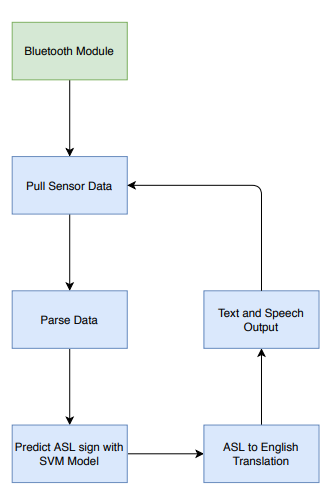 Bluetooth Module
Pull Sensor Data
Parse Data
Text and Speech
Output
Predict ASL sign with
SVM Model
ASL to English
Translation